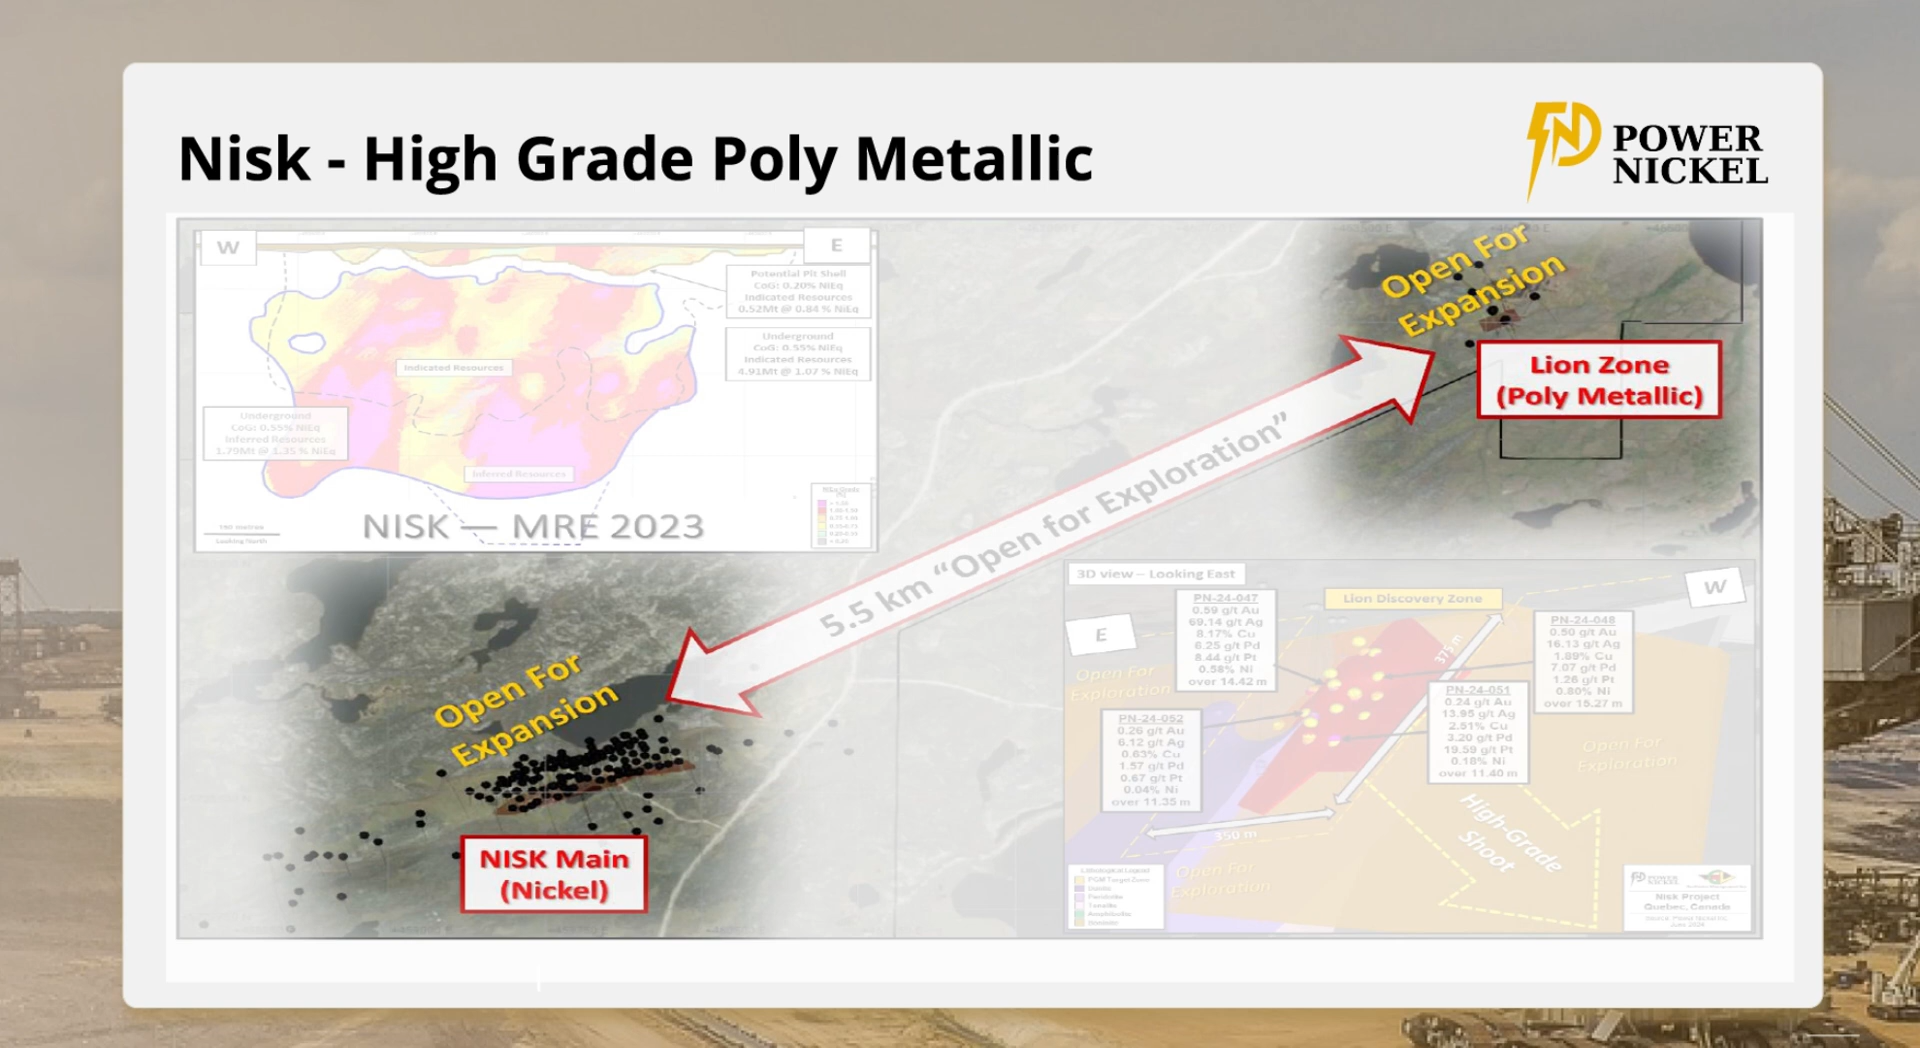 Nisk - High Grade Poly Metallic
POWER
NICKEL
W
E
Potential Pit Shell
CoG: 0.20% NiEq
Indicated Resources
0.52Mt @ 0.84 % NiEq
Underground
CoG: 0.55% NiEq
Indicated Resources
4.91Mt @ 1.07 % NiEq
Indicated Resources
Underground
CoG: 0.55% NiEq
Inferred Resources
1.79Mt @ 1.35 % NiEq
Inferred Resources
NISK — MRE 2023
Looking North
Open For
Expansion
Lion Zone
(Poly Metallic)
5.5 km “Open for Exploration”
Open For
Expansion
NISK Main
(Nickel)
3D view – Looking East
Lion Discovery Zone
W
E
PN-24-047
0.59 g/t Au
69.14 g/t Ag
8.17% Cu
6.25 g/t Pd
8.44 g/t Pt
0.58% Ni
over 14.42 m
PN-24-048
0.50 g/t Au
16.13 g/t Ag
1.89% Cu
7.07 g/t Pd
1.26 g/t Pt
0.80% Ni
over 15.27 m
PN-24-051
0.24 g/t Au
13.95 g/t Ag
2.51% Cu
3.20 g/t Pd
19.59 g/t Pt
0.18% Ni
over 11.40 m
PN-24-052
0.26 g/t Au
6.12 g/t Ag
0.63% Cu
1.57 g/t Pd
0.67 g/t Pt
0.04% Ni
over 11.35 m
Open For
Exploration
375 m
Open For
Exploration
350 m
High-Grade
Shoot
Open For
Exploration
POWER
NICKEL
Nisk Project
Quebec, Canada